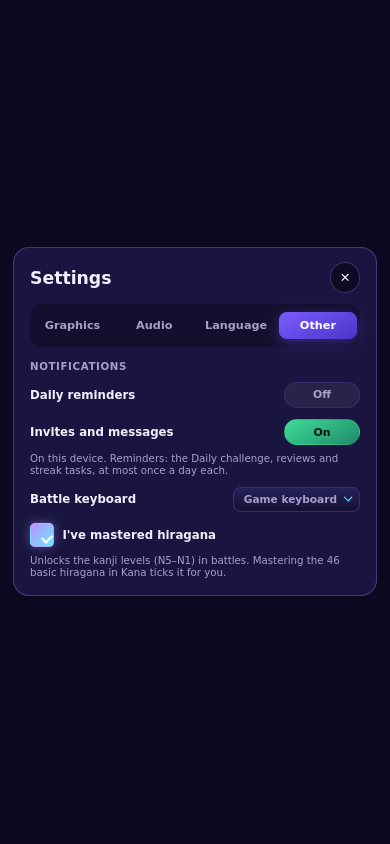 Settings
✕
Graphics Audio Language Other
NOTIFICATIONS
Daily reminders Off
Invites and messages On
On this device. Reminders: the Daily challenge, reviews and
streak tasks, at most once a day each.
Battle keyboard Game keyboard
I've mastered hiragana
Unlocks the kanji levels (N5–N1) in battles. Mastering the 46
basic hiragana in Kana ticks it for you.